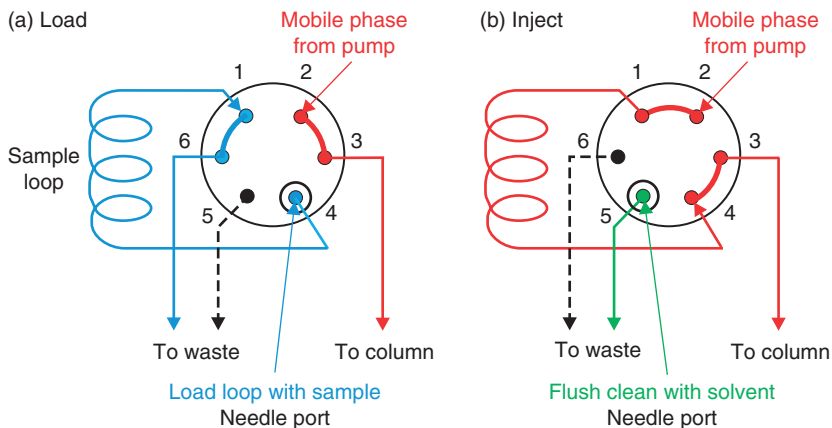 (a) Load
Mobile phase
from pump
1
2
3
4
5
6
Sample
loop
To waste
To column
Load loop with sample
Needle port
(b) Inject
Mobile phase
from pump
1
2
3
4
5
6
To waste
To column
Flush clean with solvent
Needle port